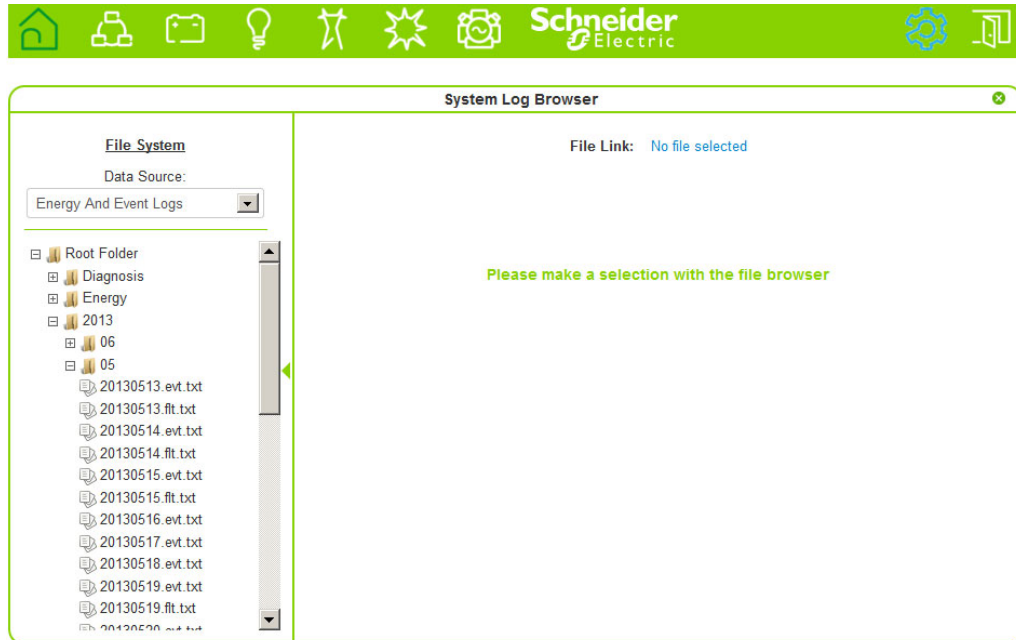 Schneider
Electric
System Log Browser
File System
Data Source:
Energy And Event Logs
Root Folder
Diagnosis
Energy
2013
06
05
20130513.evt.txt
20130513.flt.txt
20130514.evt.txt
20130514.flt.txt
20130515.evt.txt
20130515.flt.txt
20130516.evt.txt
20130517.evt.txt
20130518.evt.txt
20130519.evt.txt
20130519.flt.txt
20130520.evt.txt
File Link: No file selected
Please make a selection with the file browser